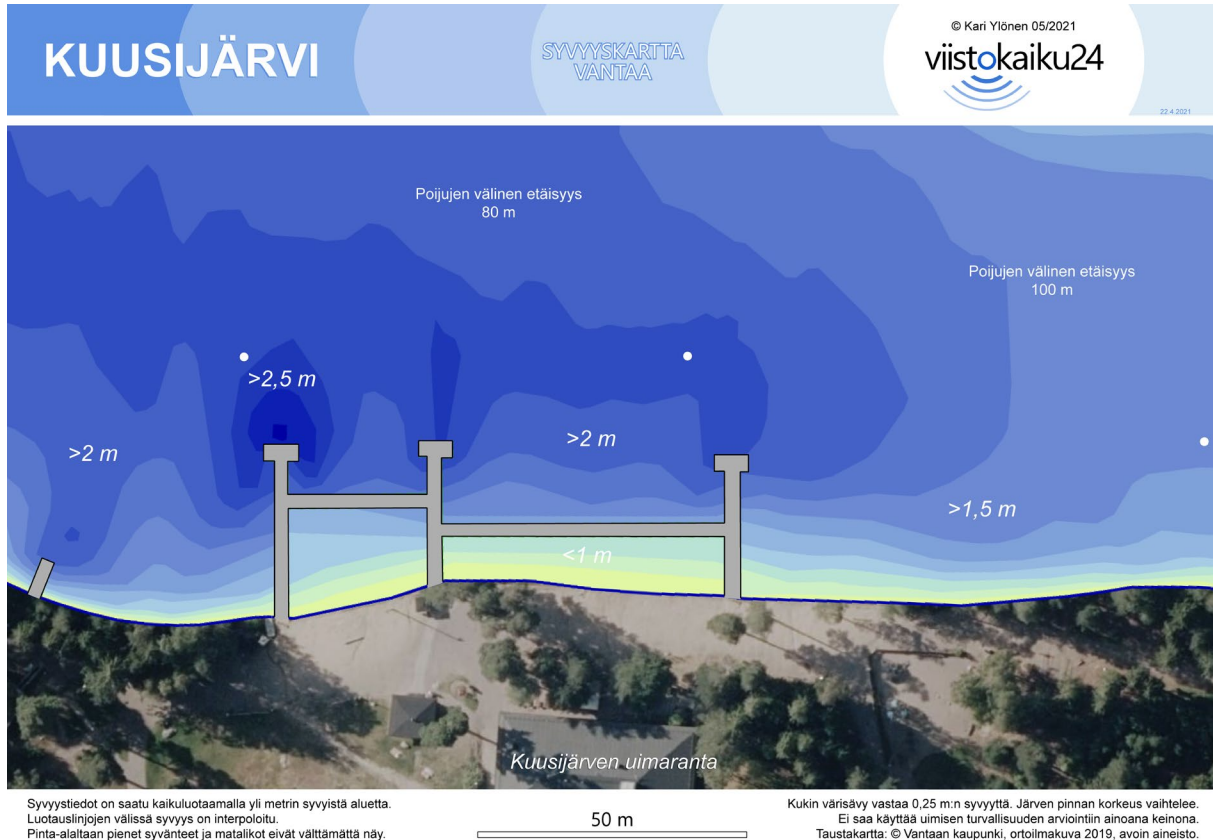 KUUSIJÄRVI
SYVYYSKARTTA
VANTAA
© Kari Ylönen 05/2021
viistokaiku24
22.4.2021
Poijujen välinen etäisyys
80 m
Poijujen välinen etäisyys
100 m
>2,5 m
>2 m
>2 m
>1,5 m
<1 m
Kuusijärven uimaranta
Syvyystiedot on saatu kaikuluotaamalla yli metrin syvyistä aluetta.
Luotauslinjojen välissä syvyys on interpoloitu.
Pinta-alaltaan pienet syvänteet ja matalikot eivät välttämättä näy.
50 m
Kukin värisävy vastaa 0,25 m:n syvyyttä. Järven pinnan korkeus vaihtelee.
Ei saa käyttää uimisen turvallisuuden arviointiin ainoana keinona.
Taustakartta: © Vantaan kaupunki, ortoilmakuva 2019, avoin aineisto.